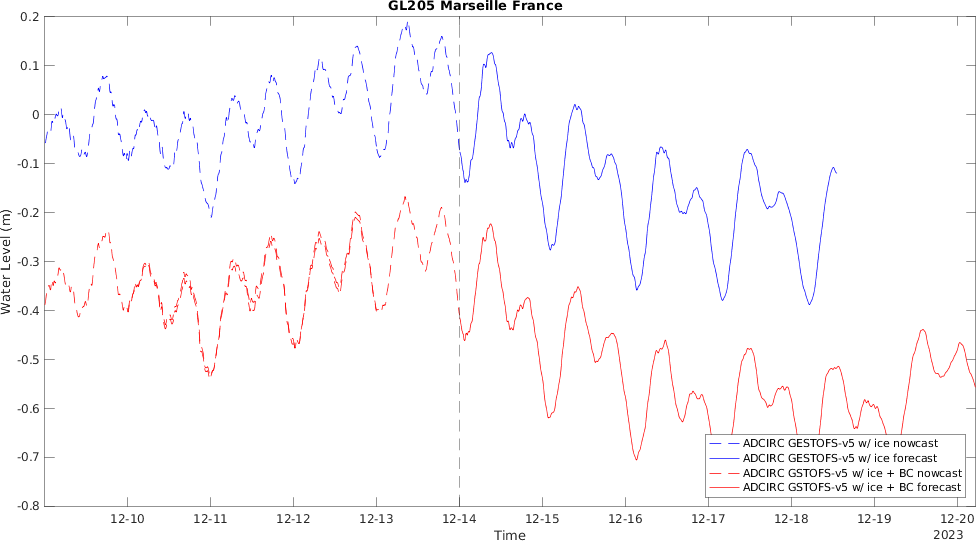 GL205 Marseille France
0.2
0.1
0
-0.1
-0.2
-0.3
-0.4
-0.5
-0.6
-0.7
-0.8
Water Level (m)
ADCIRC GESTOFS-v5 w/ ice nowcast
ADCIRC GESTOFS-v5 w/ ice forecast
ADCIRC GSTOFS-v5 w/ ice + BC nowcast
ADCIRC GSTOFS-v5 w/ ice + BC forecast
12-10 12-11 12-12 12-13 12-14 12-15 12-16 12-17 12-18 12-19 12-20
Time
2023